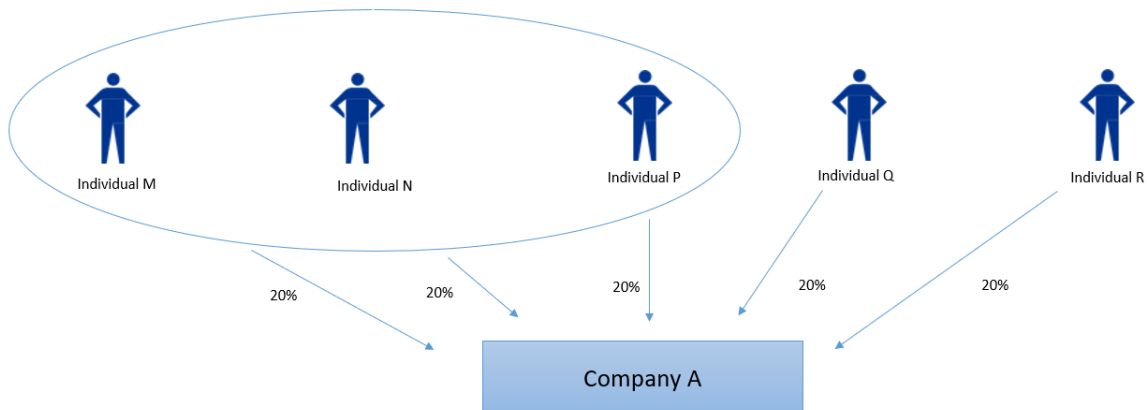 Individual M
Individual N
Individual P
Individual Q
Individual R
20%
20%
20%
20%
20%
Company A